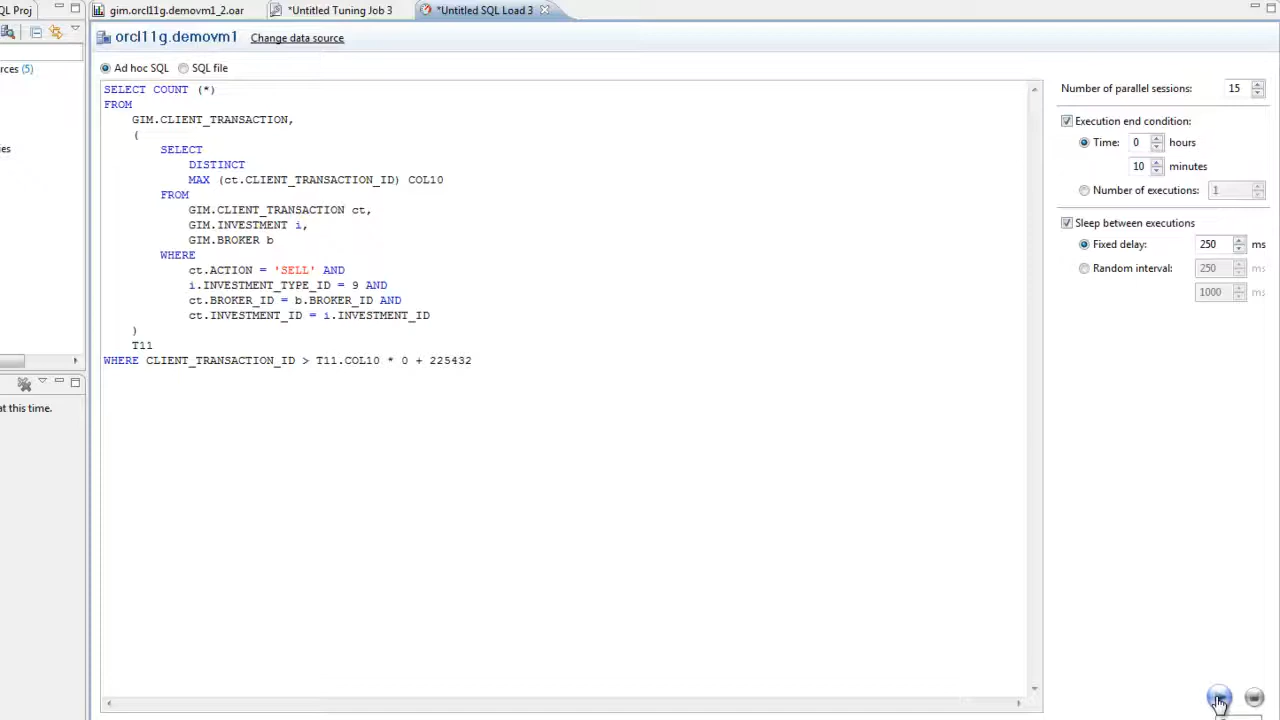 QL Proj
gim.orcl11g.demovm1_2.oar
*Untitled Tuning Job 3
*Untitled SQL Load 3
orcl11g.demovm1
Change data source
rces (5)
Ad hoc SQL
SQL file
SELECT COUNT (*)
FROM
GIM.CLIENT_TRANSACTION,
(
SELECT
DISTINCT
MAX (ct.CLIENT_TRANSACTION_ID) COL10
FROM
GIM.CLIENT_TRANSACTION ct,
GIM.INVESTMENT i,
GIM.BROKER b
WHERE
ct.ACTION = 'SELL' AND
i.INVESTMENT_TYPE_ID = 9 AND
ct.BROKER_ID = b.BROKER_ID AND
ct.INVESTMENT_ID = i.INVESTMENT_ID
)
T11
WHERE CLIENT_TRANSACTION_ID > T11.COL10 * 0 + 225432
ies
at this time.
Number of parallel sessions: 15
Execution end condition:
Time: 0 hours
10 minutes
Number of executions: 1
Sleep between executions
Fixed delay: 250 ms
Random interval: 250 ms
1000 ms